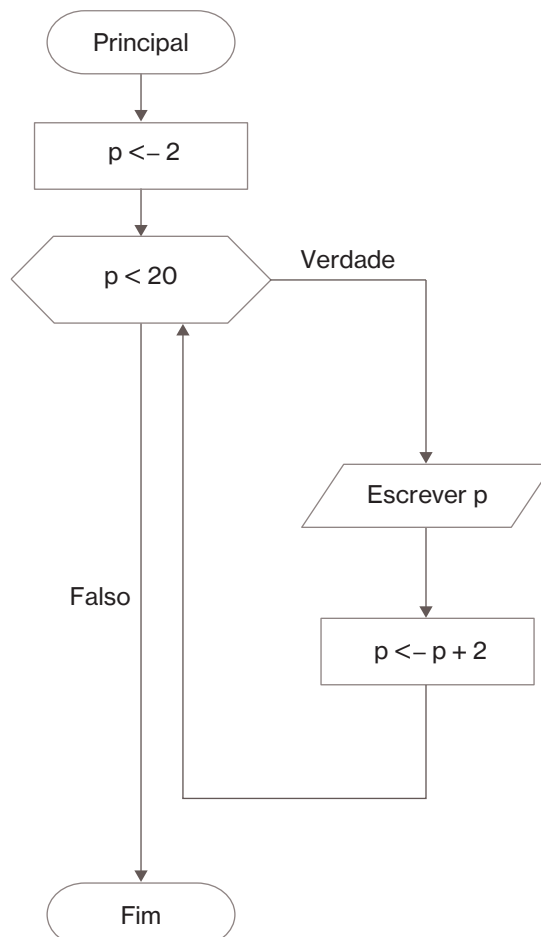 Principal
p <– 2
p < 20
Verdade
Escrever p
Falso
p <– p + 2
Fim